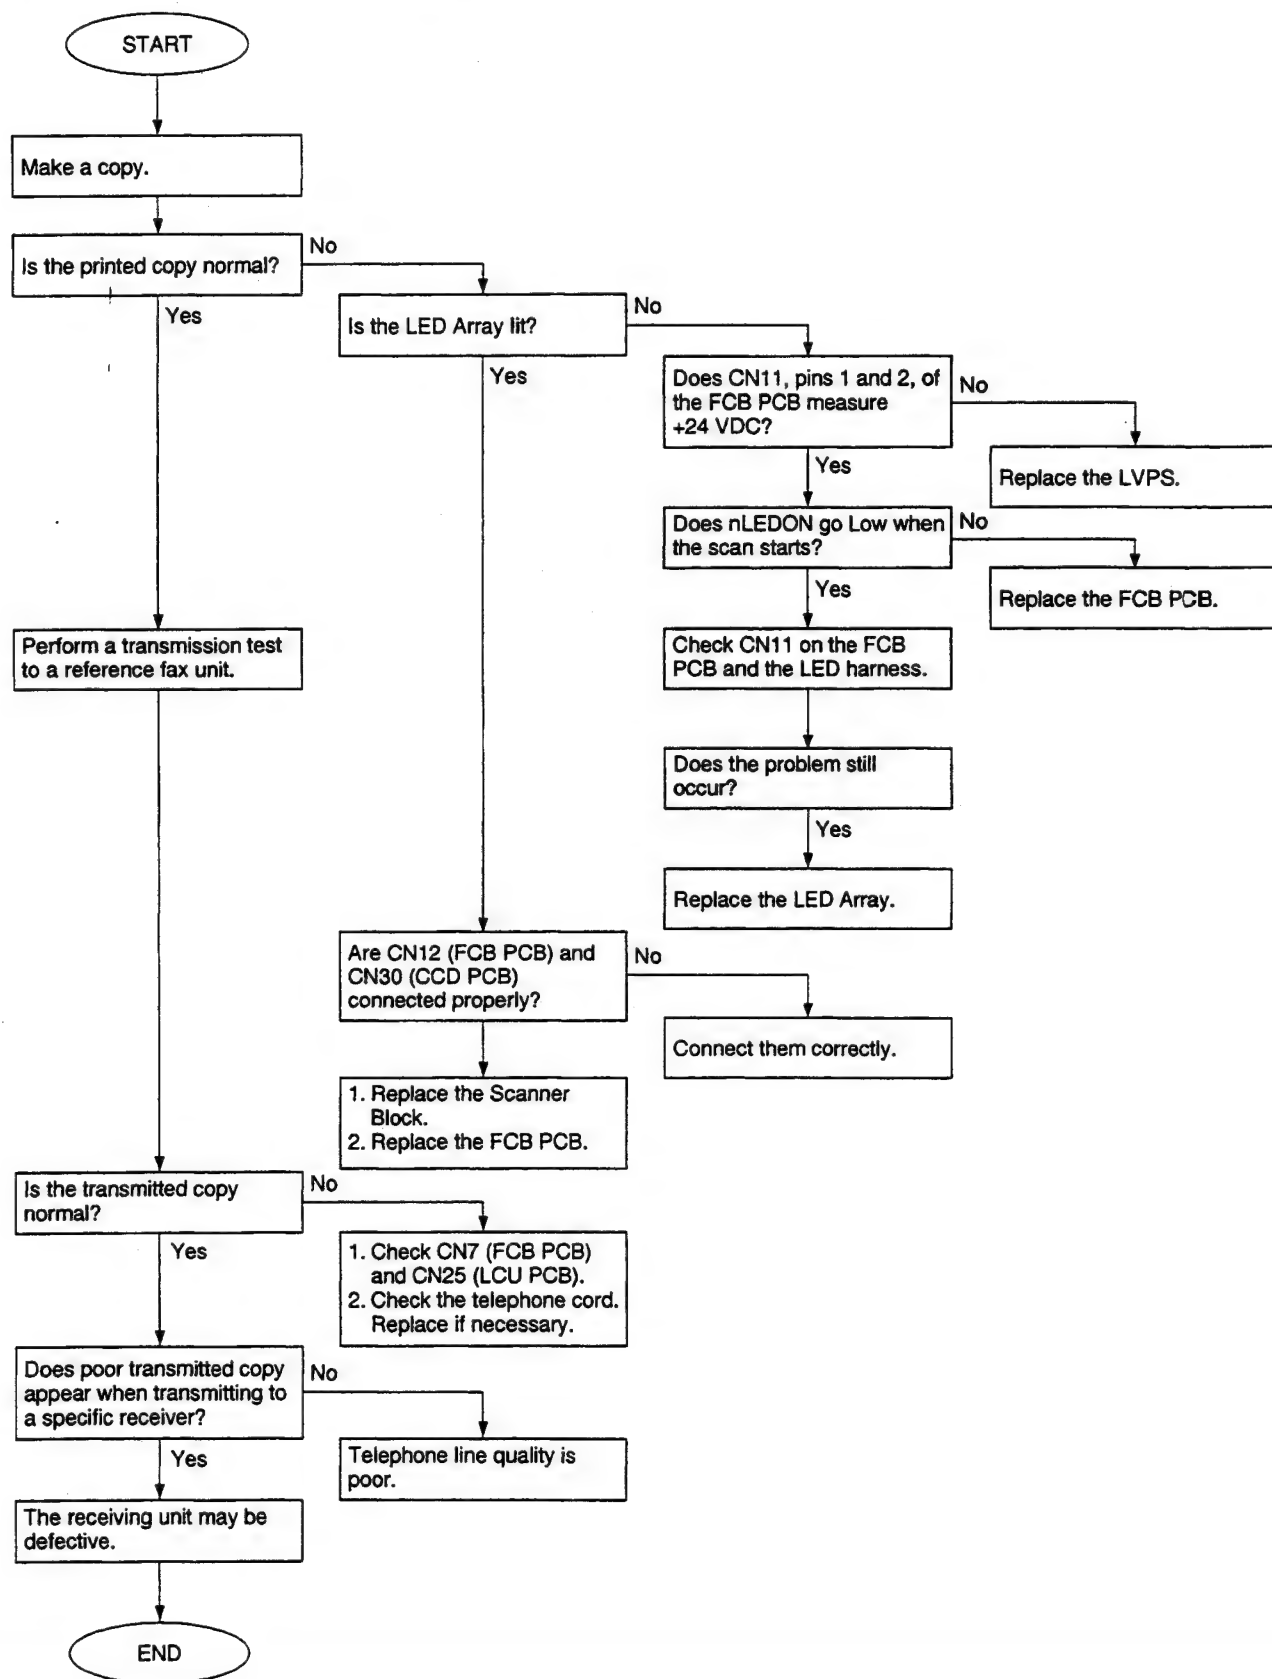 START
Make a copy.
Is the printed copy normal?
No
Yes
Is the LED Array lit?
No
Yes
Does CN11, pins 1 and 2, of
the FCB PCB measure
+24 VDC?
No
Yes
Replace the LVPS.
Does nLEDON go Low when
the scan starts?
No
Yes
Replace the FCB PCB.
Perform a transmission test
to a reference fax unit.
Check CN11 on the FCB
PCB and the LED harness.
Does the problem still
occur?
Yes
Replace the LED Array.
Are CN12 (FCB PCB) and
CN30 (CCD PCB)
connected properly?
No
Connect them correctly.
1. Replace the Scanner
Block.
2. Replace the FCB PCB.
Is the transmitted copy
normal?
No
Yes
1. Check CN7 (FCB PCB)
and CN25 (LCU PCB).
2. Check the telephone cord.
Replace if necessary.
Does poor transmitted copy
appear when transmitting to
a specific receiver?
No
Yes
Telephone line quality is
poor.
The receiving unit may be
defective.
END